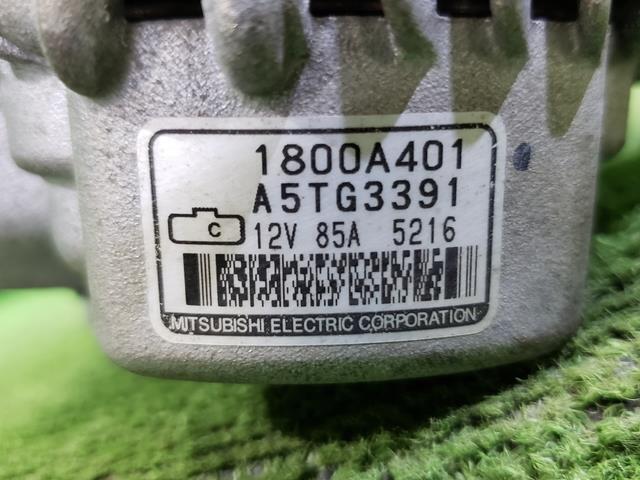 1800A401
A5TG3391
C 12V 85A 5216
MITSUBISHI ELECTRIC CORPORATION